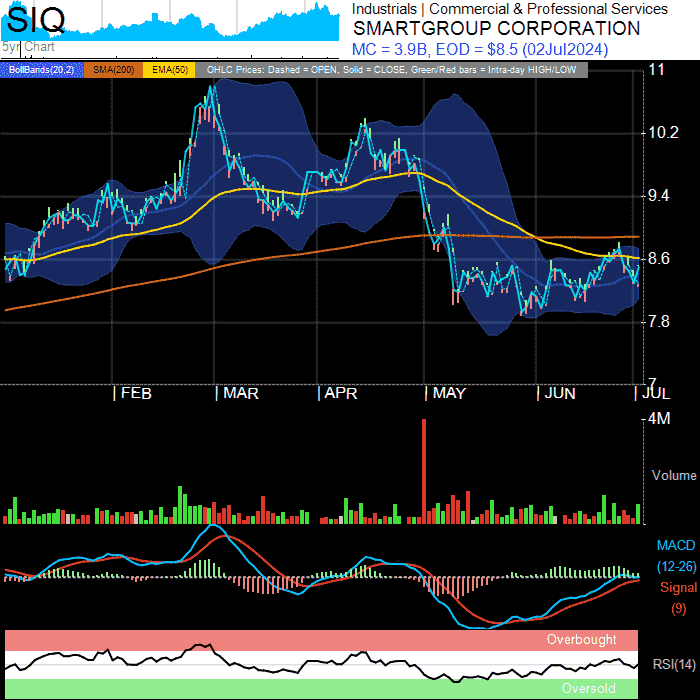 SIQ
5yr Chart
Industrials | Commercial & Professional Services
SMARTGROUP CORPORATION
MC = 3.9B, EOD = $8.5 (02Jul2024)
BollBands(20,2) SMA(200) EMA(50) OHLC Prices: Dashed = OPEN, Solid = CLOSE, Green/Red bars = Intra-day HIGH/LOW
11
10.2
9.4
8.6
7.8
7
FEB MAR APR MAY JUN JUL
4M
Volume
MACD
(12-26)
Signal
(9)
Overbought
RSI(14)
Oversold